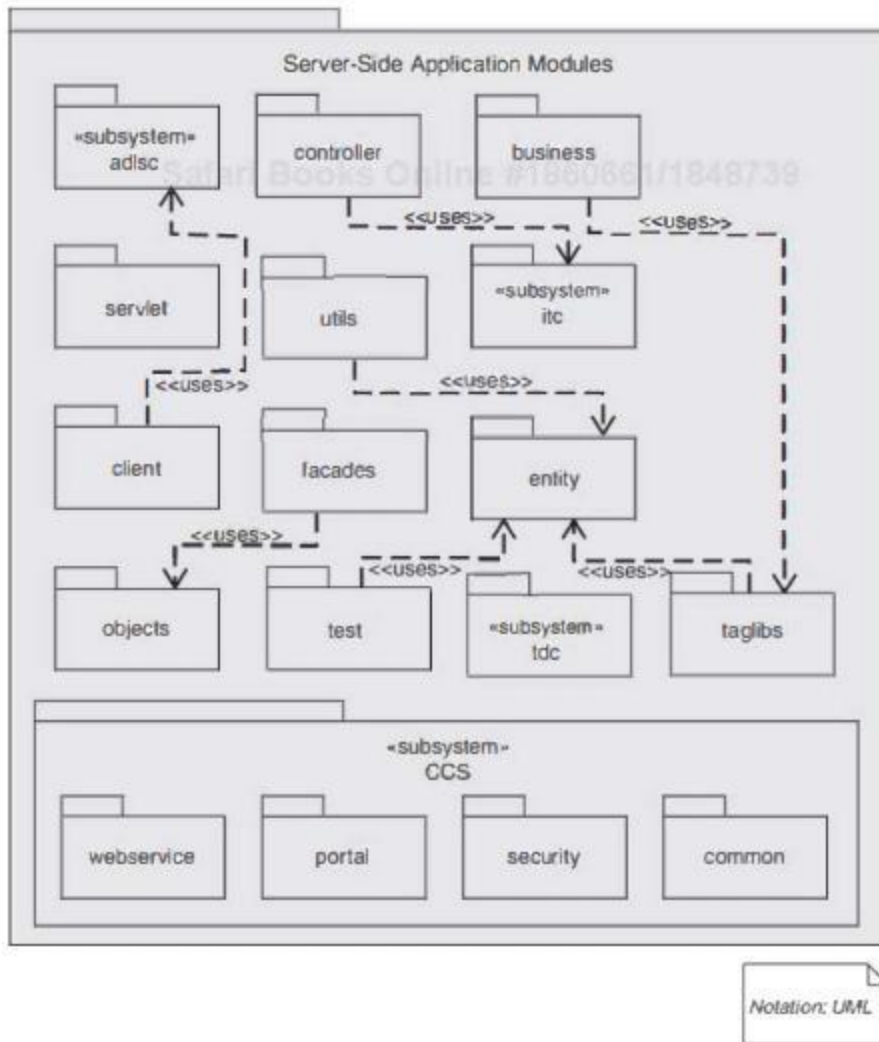 Server-Side Application Modules
«subsystem»
adlsc
controller
business
Safari Books Online #1860661/1848739
<<uses>>
<<uses>>
servlet
utils
«subsystem»
itc
<<uses>>
<<uses>>
client
facades
entity
<<uses>>
<<uses>>
<<uses>>
objects
test
«subsystem»
tdc
taglibs
«subsystem»
CCS
webservice
portal
security
common
Notation: UML